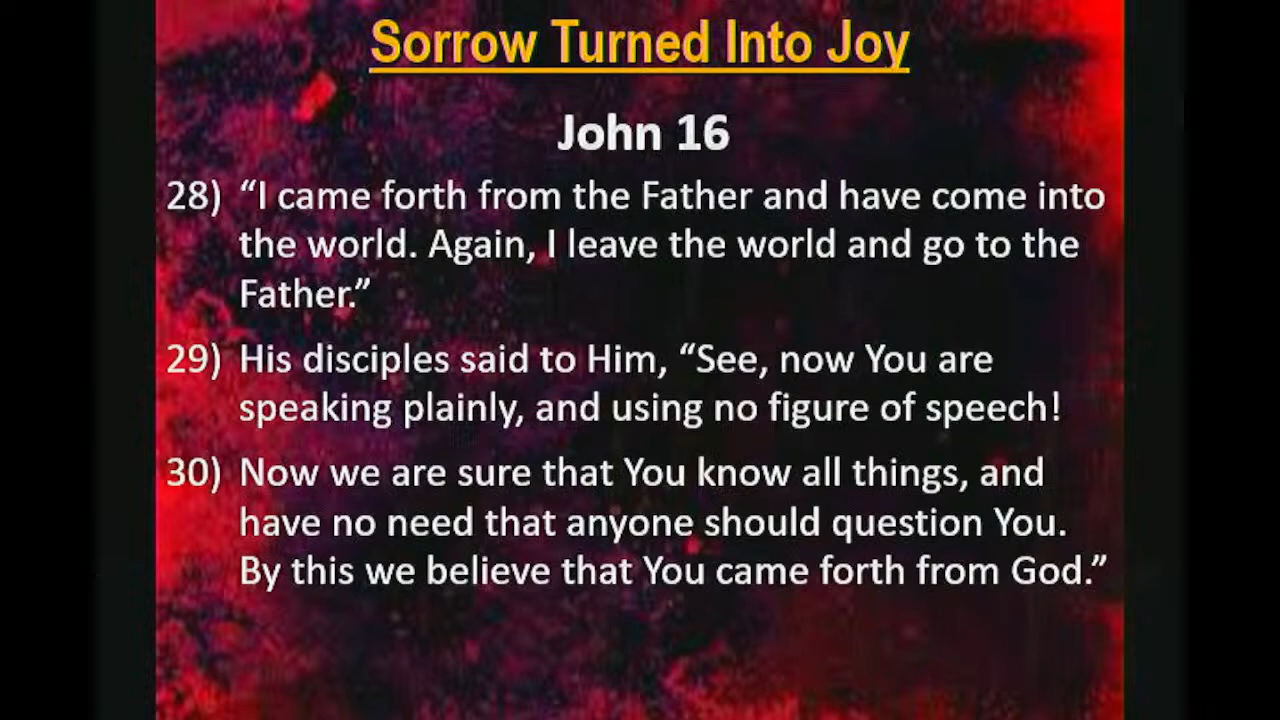 Sorrow Turned Into Joy
John 16
28) “I came forth from the Father and have come into
the world. Again, I leave the world and go to the
Father.”
29) His disciples said to Him, “See, now You are
speaking plainly, and using no figure of speech!
30) Now we are sure that You know all things, and
have no need that anyone should question You.
By this we believe that You came forth from God.”